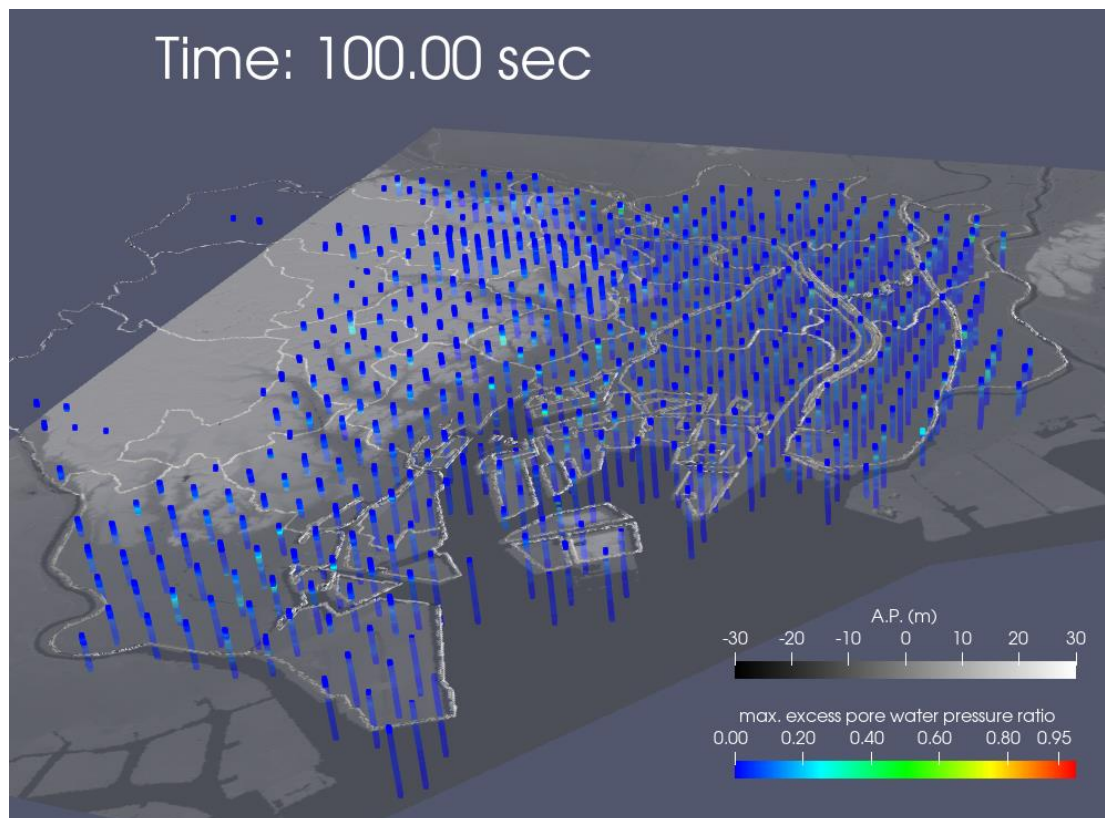 Time: 100.00 sec
A.P. (m)
-30 -20 -10 0 10 20 30
max. excess pore water pressure ratio
0.00 0.20 0.40 0.60 0.80 0.95